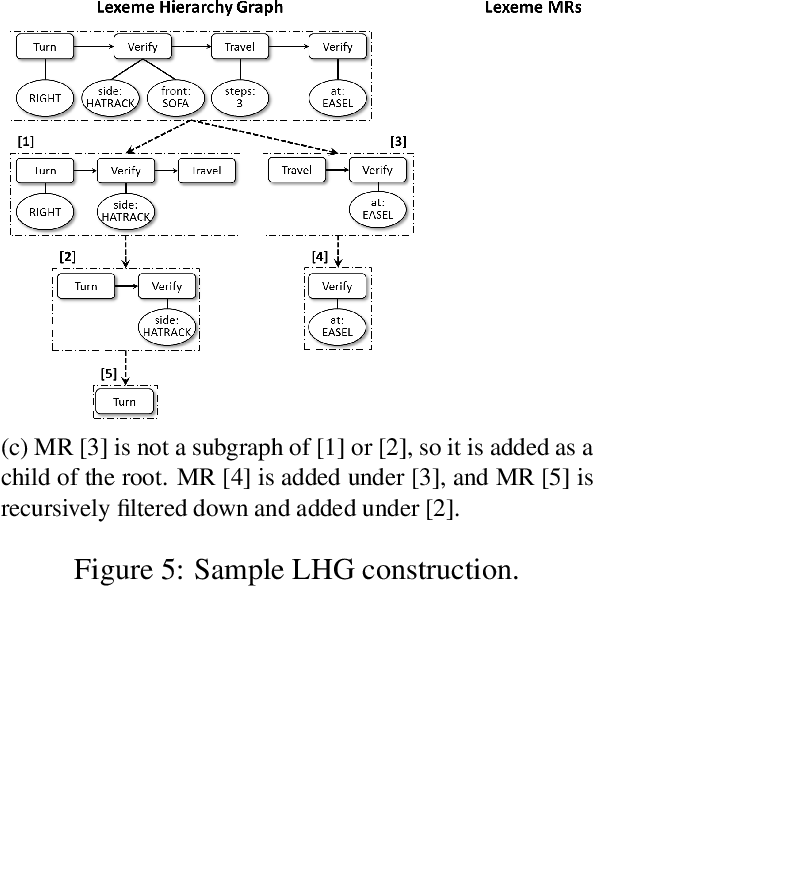 Lexeme Hierarchy Graph Lexeme MRs
Turn Verify Travel Verify
RIGHT side: HATRACK front: SOFA steps: 3 at: EASEL
[1] [3]
Turn Verify Travel Travel Verify
RIGHT side: HATRACK at: EASEL
[2] [4]
Turn Verify Verify
side: HATRACK at: EASEL
[5]
Turn
(c) MR [3] is not a subgraph of [1] or [2], so it is added as a
child of the root. MR [4] is added under [3], and MR [5] is
recursively filtered down and added under [2].
Figure 5: Sample LHG construction.